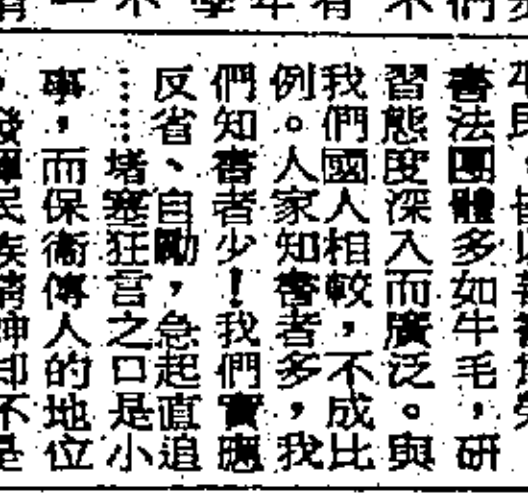 書法團體多如牛毛，研
習態度深入而廣泛。與
我們國人相較，不成比
例。人家知書者多，我
們知書者少！我們實應
反省、自勵，急起直追
⋯⋯堵塞狂言之口是小
事，而保衛傳人的地位
發揮民族精神却不是